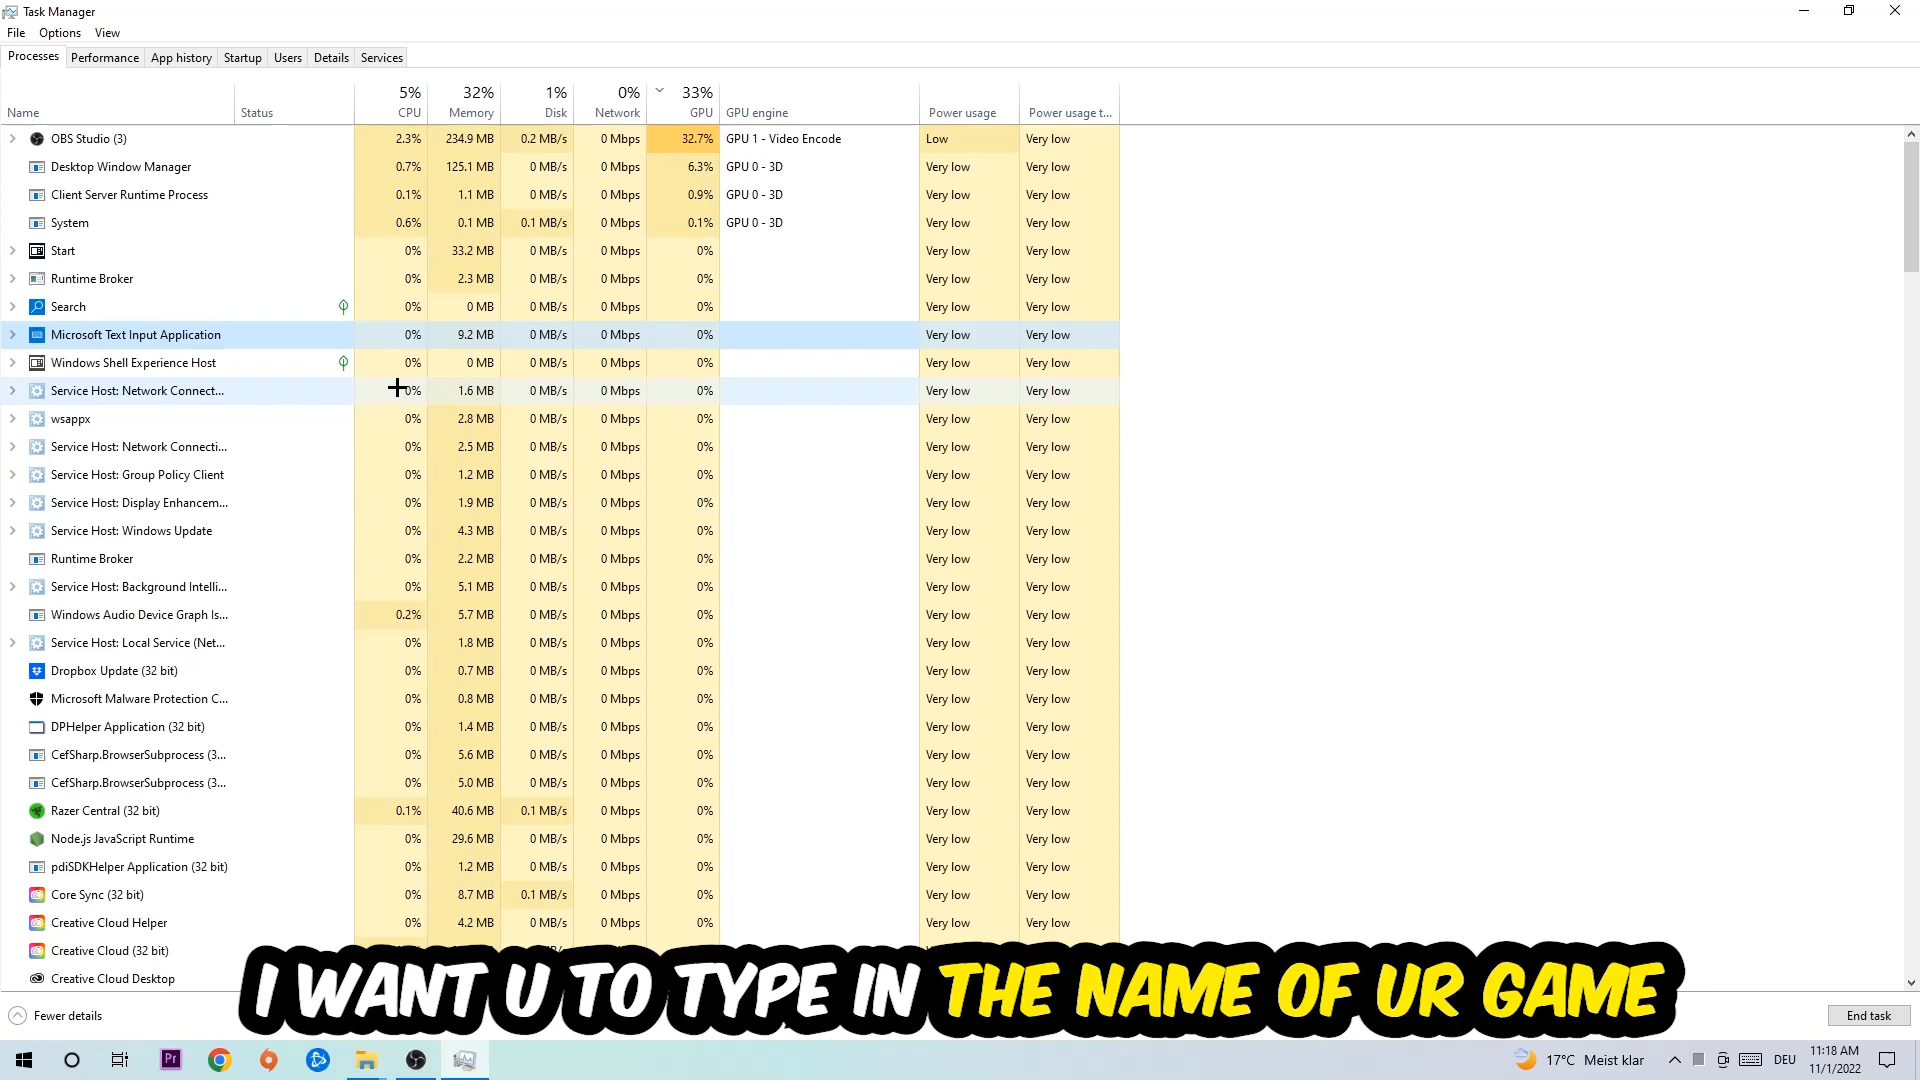 Task Manager
File Options View
Processes Performance App history Startup Users Details Services
5% 32% 1% 0% 33%
Name Status CPU Memory Disk Network GPU GPU engine Power usage Power usage t...
OBS Studio (3) 2.3% 234.9 MB 0.2 MB/s 0 Mbps 32.7% GPU 1 - Video Encode Low Very low
Desktop Window Manager 0.7% 125.1 MB 0 MB/s 0 Mbps 6.3% GPU 0 - 3D Very low Very low
Client Server Runtime Process 0.1% 1.1 MB 0 MB/s 0 Mbps 0.9% GPU 0 - 3D Very low Very low
System 0.6% 0.1 MB 0.1 MB/s 0 Mbps 0.1% GPU 0 - 3D Very low Very low
Start 0% 33.2 MB 0 MB/s 0 Mbps 0% Very low Very low
Runtime Broker 0% 2.3 MB 0 MB/s 0 Mbps 0% Very low Very low
Search 0% 0 MB 0 MB/s 0 Mbps 0% Very low Very low
Microsoft Text Input Application 0% 9.2 MB 0 MB/s 0 Mbps 0% Very low Very low
Windows Shell Experience Host 0% 0 MB 0 MB/s 0 Mbps 0% Very low Very low
Service Host: Network Connect... 0% 1.6 MB 0 MB/s 0 Mbps 0% Very low Very low
wsappx 0% 2.8 MB 0 MB/s 0 Mbps 0% Very low Very low
Service Host: Network Connecti... 0% 2.5 MB 0 MB/s 0 Mbps 0% Very low Very low
Service Host: Group Policy Client 0% 1.2 MB 0 MB/s 0 Mbps 0% Very low Very low
Service Host: Display Enhancem... 0% 1.9 MB 0 MB/s 0 Mbps 0% Very low Very low
Service Host: Windows Update 0% 4.3 MB 0 MB/s 0 Mbps 0% Very low Very low
Runtime Broker 0% 2.2 MB 0 MB/s 0 Mbps 0% Very low Very low
Service Host: Background Intelli... 0% 5.1 MB 0 MB/s 0 Mbps 0% Very low Very low
Windows Audio Device Graph Is... 0.2% 5.7 MB 0 MB/s 0 Mbps 0% Very low Very low
Service Host: Local Service (Net... 0% 1.8 MB 0 MB/s 0 Mbps 0% Very low Very low
Dropbox Update (32 bit) 0% 0.7 MB 0 MB/s 0 Mbps 0% Very low Very low
Microsoft Malware Protection C... 0% 0.8 MB 0 MB/s 0 Mbps 0% Very low Very low
DPHelper Application (32 bit) 0% 1.4 MB 0 MB/s 0 Mbps 0% Very low Very low
CefSharp.BrowserSubprocess (3... 0% 5.6 MB 0 MB/s 0 Mbps 0% Very low Very low
CefSharp.BrowserSubprocess (3... 0% 5.0 MB 0 MB/s 0 Mbps 0% Very low Very low
Razer Central (32 bit) 0.1% 40.6 MB 0.1 MB/s 0 Mbps 0% Very low Very low
Node.js JavaScript Runtime 0% 29.6 MB 0 MB/s 0 Mbps 0% Very low Very low
pdiSDKHelper Application (32 bit) 0% 1.2 MB 0 MB/s 0 Mbps 0% Very low Very low
Core Sync (32 bit) 0% 8.7 MB 0.1 MB/s 0 Mbps 0% Very low Very low
Creative Cloud Helper 0% 4.2 MB 0 MB/s 0 Mbps 0% Very low Very low
Creative Cloud (32 bit)
Creative Cloud Desktop
I WANT U TO TYPE IN THE NAME OF UR GAME
Fewer details End task
Pr 17°C Meist klar DEU 11:18 AM
11/1/2022